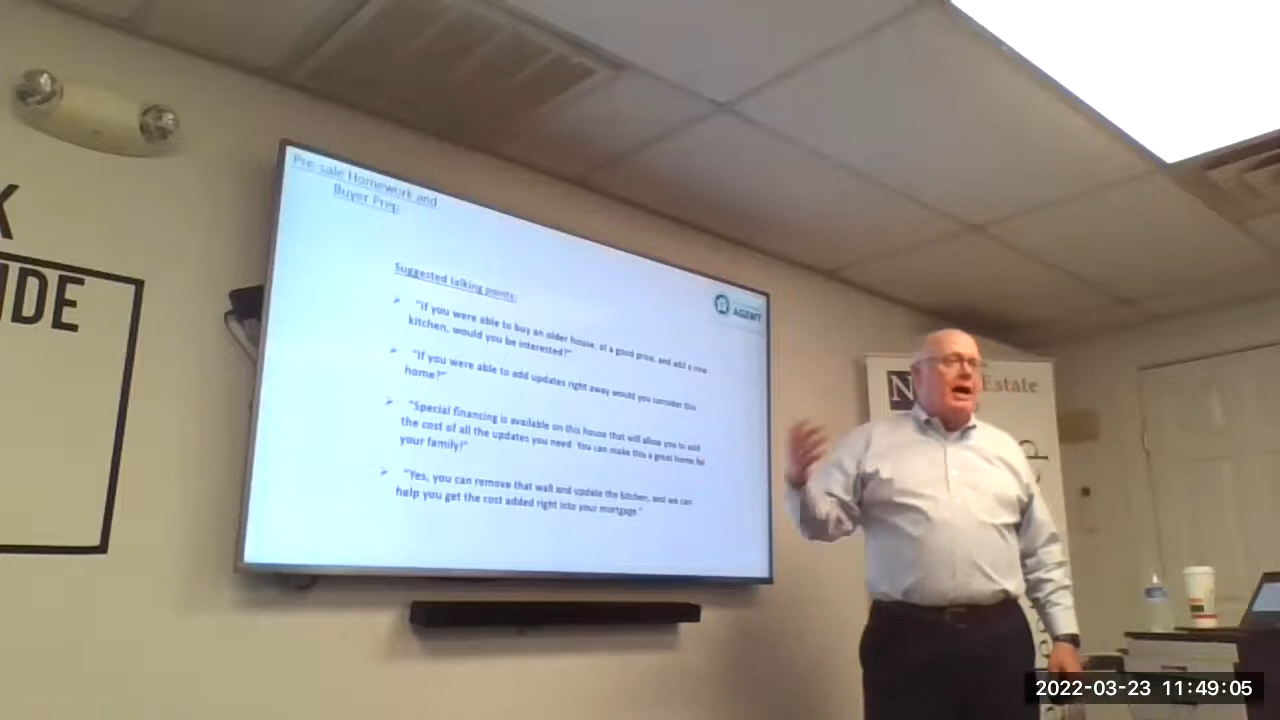 K
IDE
Pre-sale Homework and
Buyer Prep
Suggested talking points:
AGENT
"If you were able to buy an older house, at a good price, and add a new
kitchen, would you be interested?"
"If you were able to add updates right away would you consider this
home?"
"Special financing is available on this house that will allow you to add
the cost of all the updates you need. You can make this a great home for
your family!"
"Yes, you can remove that wall and update the kitchen, and we can
help you get the cost added right into your mortgage."
N
Estate
2022-03-23 11:49:05